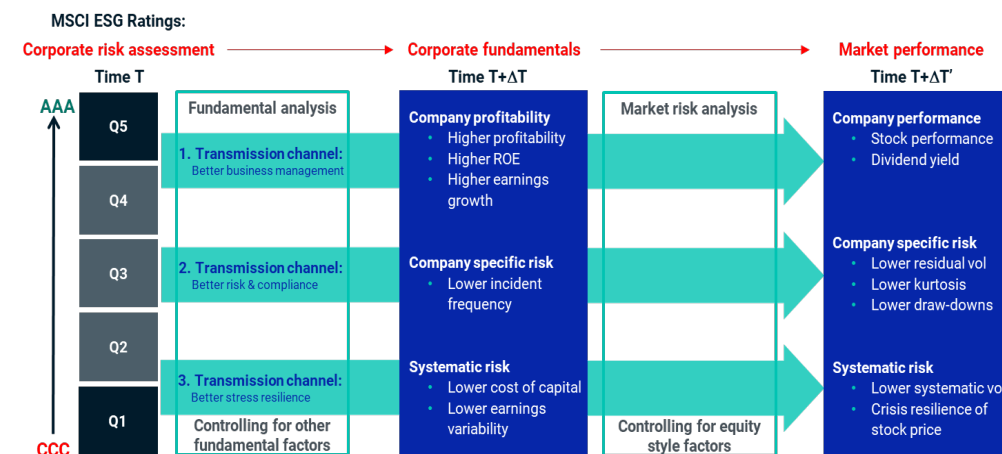 MSCI ESG Ratings:
Corporate risk assessment
Corporate fundamentals
Market performance
Time T
Time T+ΔT
Time T+ΔT'
AAA
CCC
Q5
Q4
Q3
Q2
Q1
Fundamental analysis
1. Transmission channel:
Better business management
2. Transmission channel:
Better risk & compliance
3. Transmission channel:
Better stress resilience
Controlling for other
fundamental factors
Company profitability
• Higher profitability
• Higher ROE
• Higher earnings
growth
Company specific risk
• Lower incident
frequency
Systematic risk
• Lower cost of capital
• Lower earnings
variability
Market risk analysis
Controlling for equity
style factors
Company performance
• Stock performance
• Dividend yield
Company specific risk
• Lower residual vol
• Lower kurtosis
• Lower draw-downs
Systematic risk
• Lower systematic vo
• Crisis resilience of
stock price